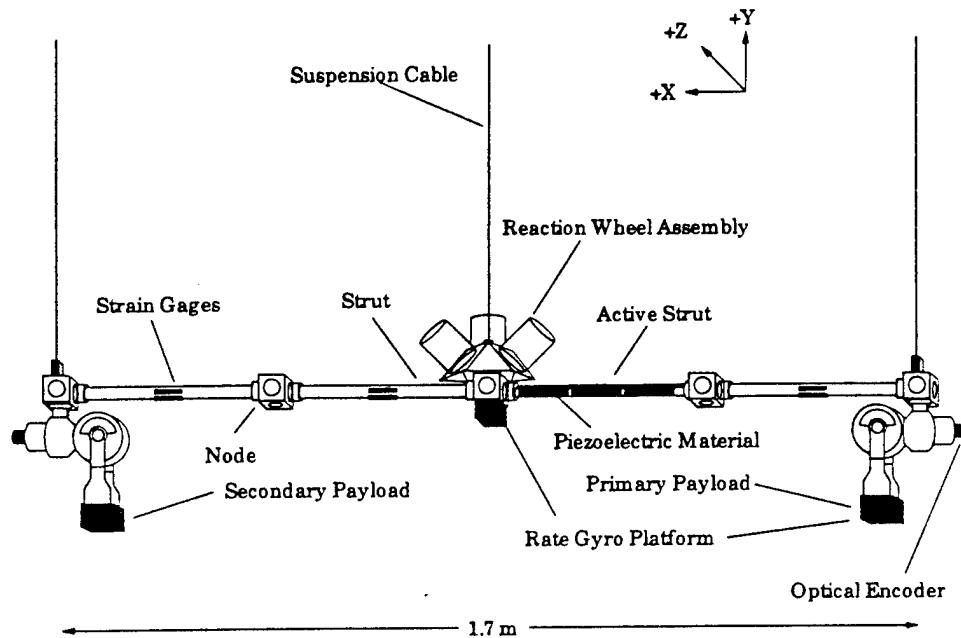 +Y
+Z
Suspension Cable
+X
Reaction Wheel Assembly
Strain Gages
Strut
Active Strut
Node
Piezoelectric Material
Secondary Payload
Primary Payload
Rate Gyro Platform
Optical Encoder
1.7 m